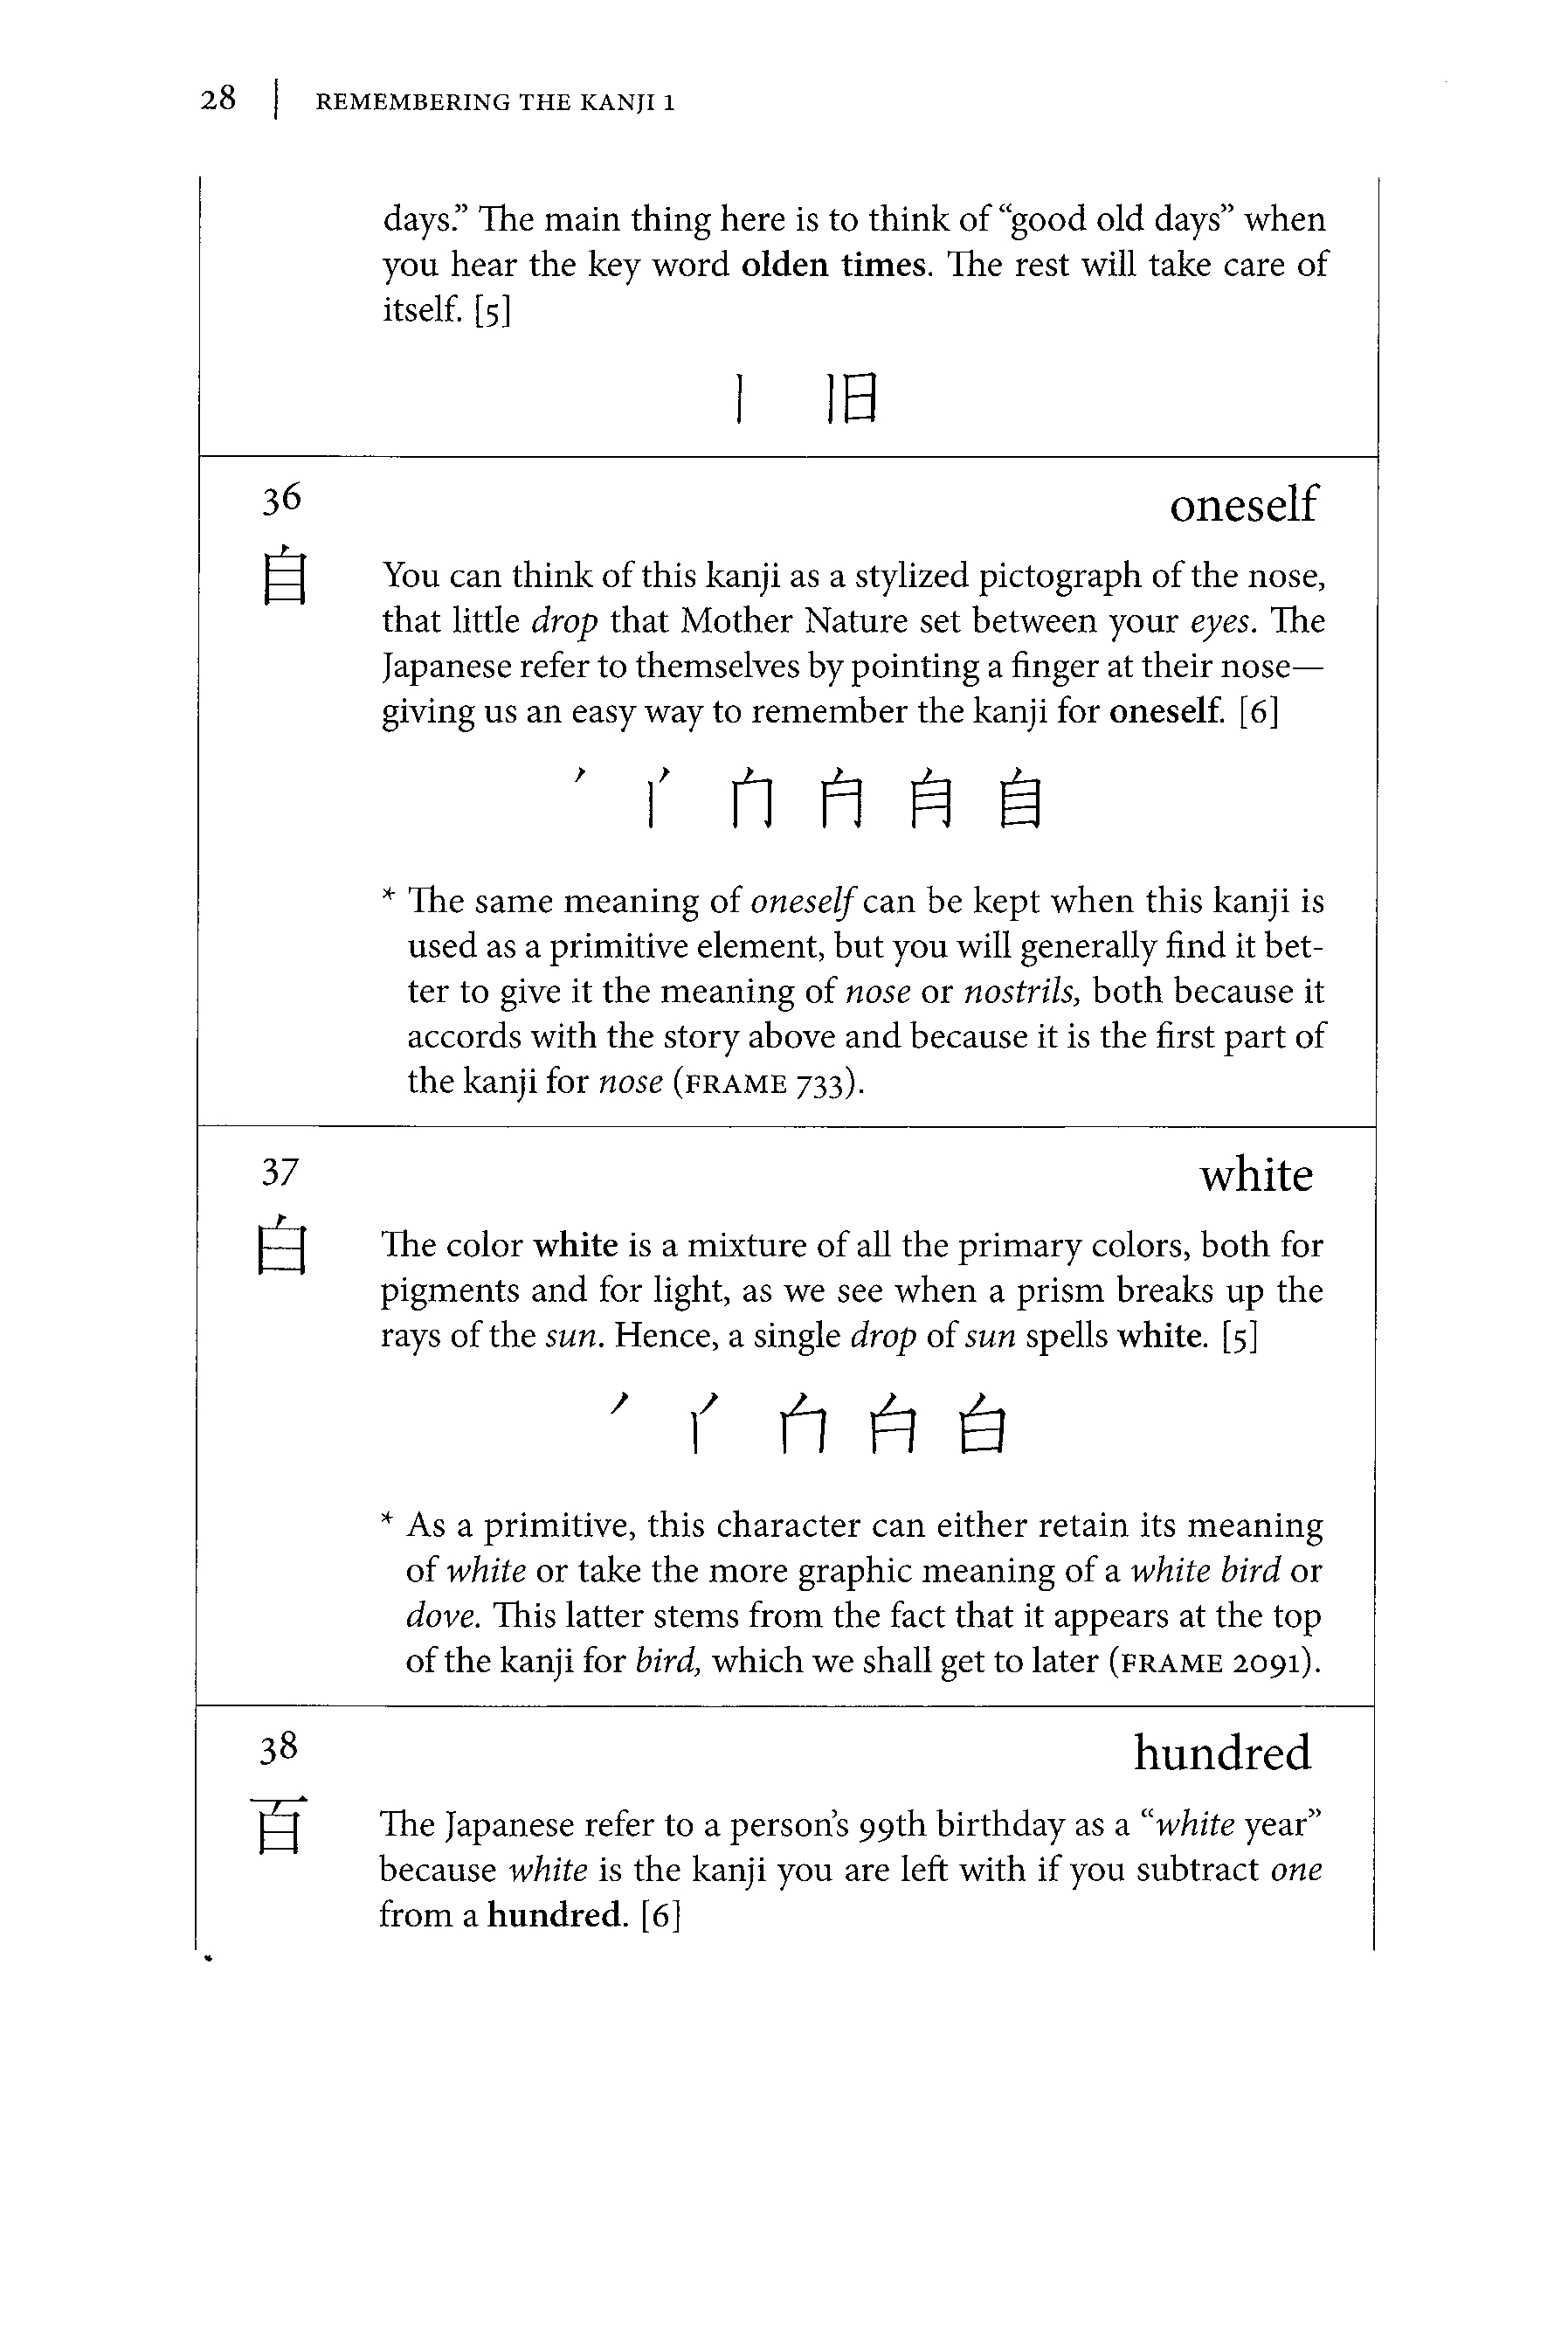 28 | REMEMBERING THE KANJI 1
days.” The main thing here is to think of “good old days” when
you hear the key word olden times. The rest will take care of
itself. [5]
丨 旧
36 oneself
自
You can think of this kanji as a stylized pictograph of the nose,
that little drop that Mother Nature set between your eyes. The
Japanese refer to themselves by pointing a finger at their nose—
giving us an easy way to remember the kanji for oneself. [6]
自
* The same meaning of oneself can be kept when this kanji is
used as a primitive element, but you will generally find it bet-
ter to give it the meaning of nose or nostrils, both because it
accords with the story above and because it is the first part of
the kanji for nose (FRAME 733).
37 white
白
The color white is a mixture of all the primary colors, both for
pigments and for light, as we see when a prism breaks up the
rays of the sun. Hence, a single drop of sun spells white. [5]
白
* As a primitive, this character can either retain its meaning
of white or take the more graphic meaning of a white bird or
dove. This latter stems from the fact that it appears at the top
of the kanji for bird, which we shall get to later (FRAME 2091).
38 hundred
百
The Japanese refer to a person’s 99th birthday as a “white year”
because white is the kanji you are left with if you subtract one
from a hundred. [6]